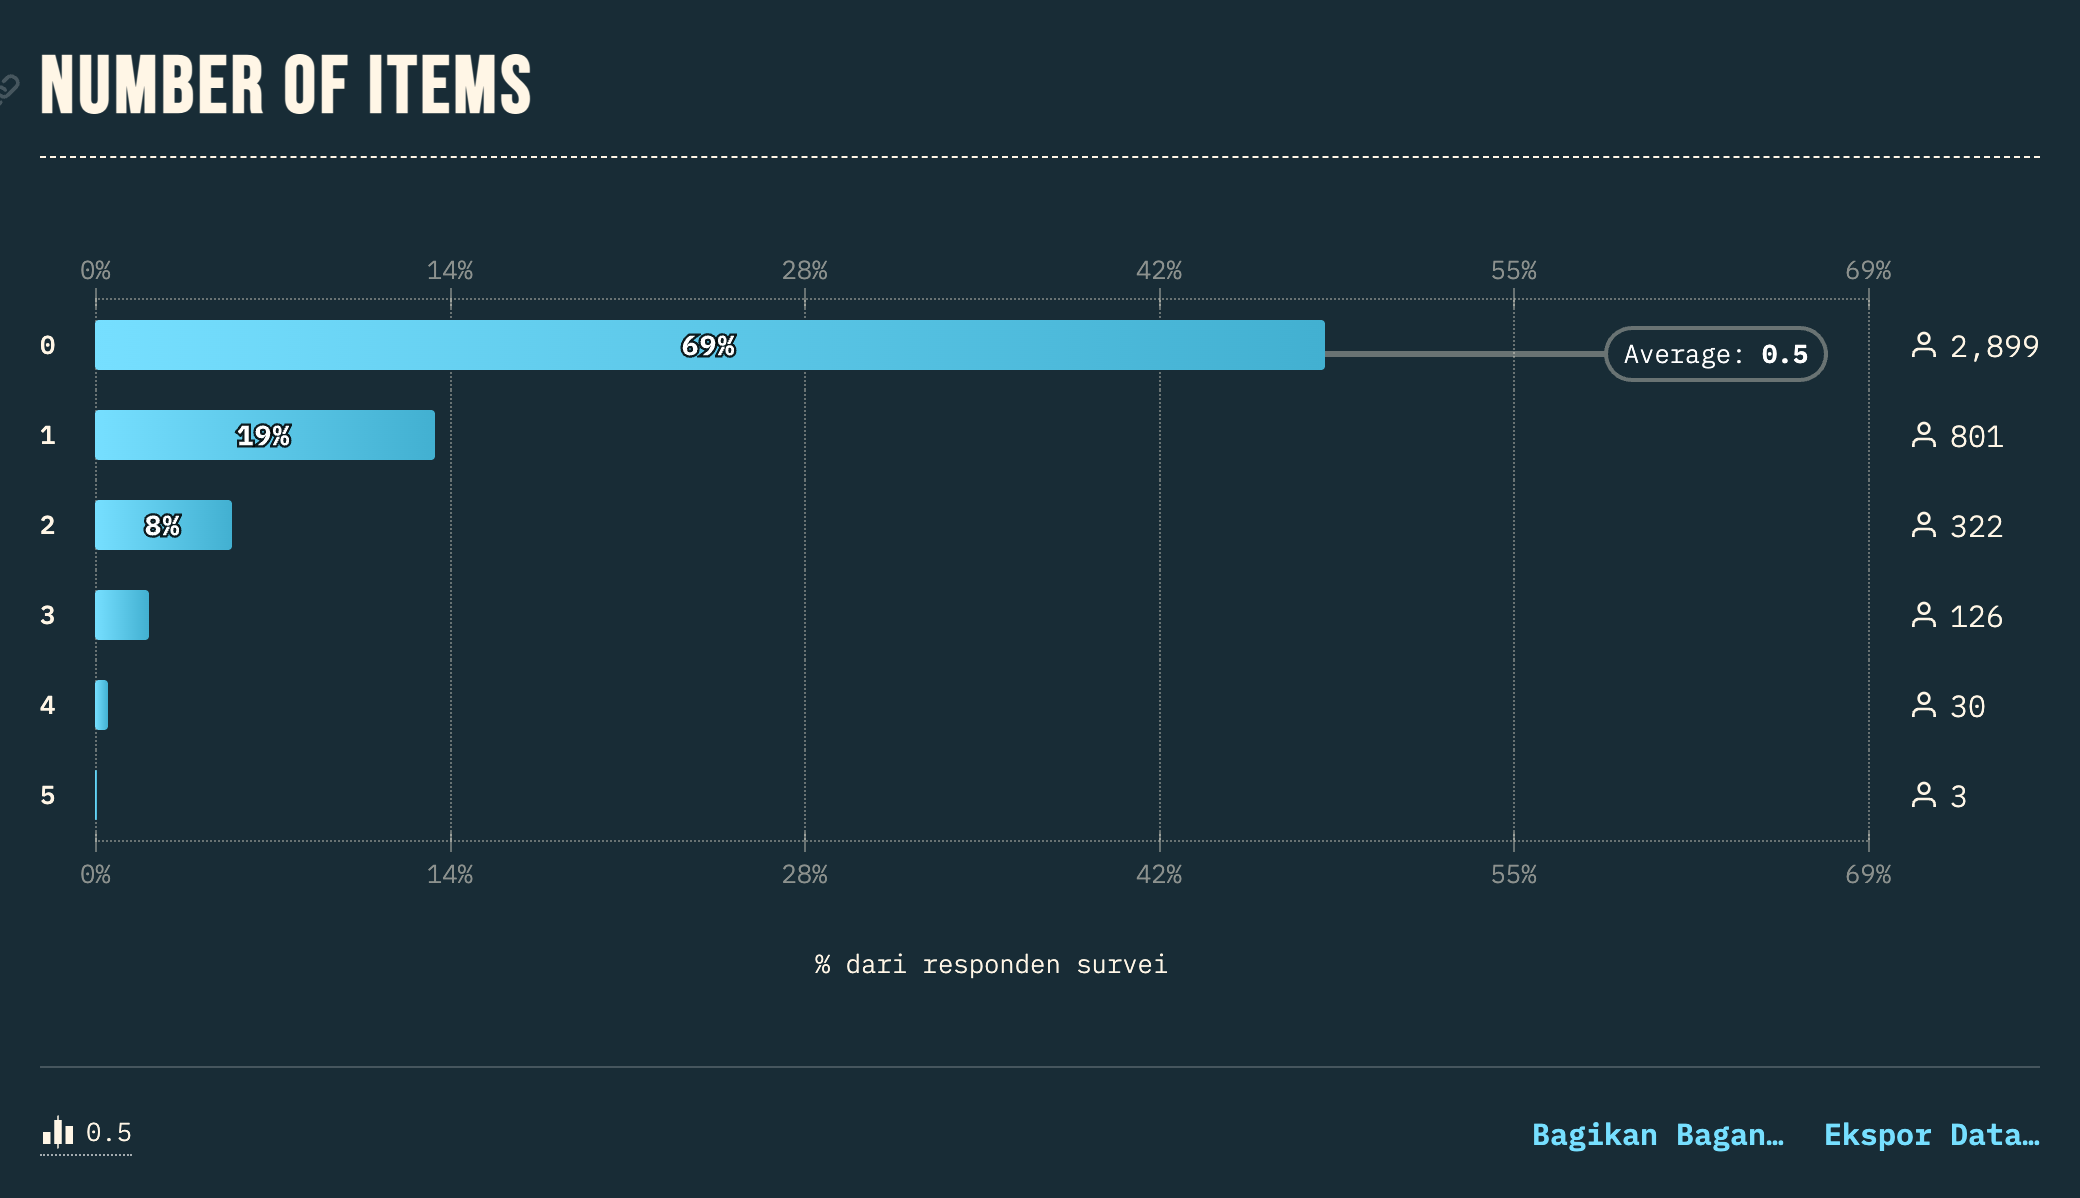 NUMBER OF ITEMS
0% 14% 28% 42% 55% 69%
0 69% Average: 0.5 2,899
1 19% 801
2 8% 322
3 126
4 30
5 3
0% 14% 28% 42% 55% 69%
% dari responden survei
0.5 Bagikan Bagan… Ekspor Data…